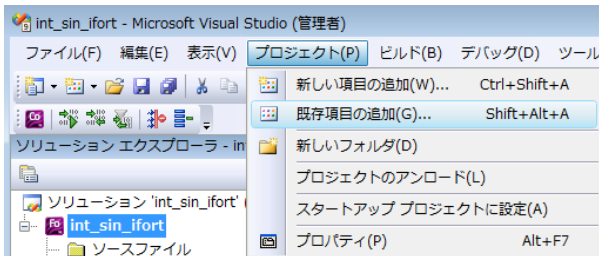 int_sin_ifort - Microsoft Visual Studio (管理者)
ファイル(F) 編集(E) 表示(V) プロジェクト(P) ビルド(B) デバッグ(D) ツール
新しい項目の追加(W)... Ctrl+Shift+A
既存項目の追加(G)... Shift+Alt+A
ソリューション エクスプローラ - in
新しいフォルダ(D)
プロジェクトのアンロード(L)
ソリューション 'int_sin_ifort' (
スタートアップ プロジェクトに設定(A)
int_sin_ifort
プロパティ(P) Alt+F7
ソースファイル